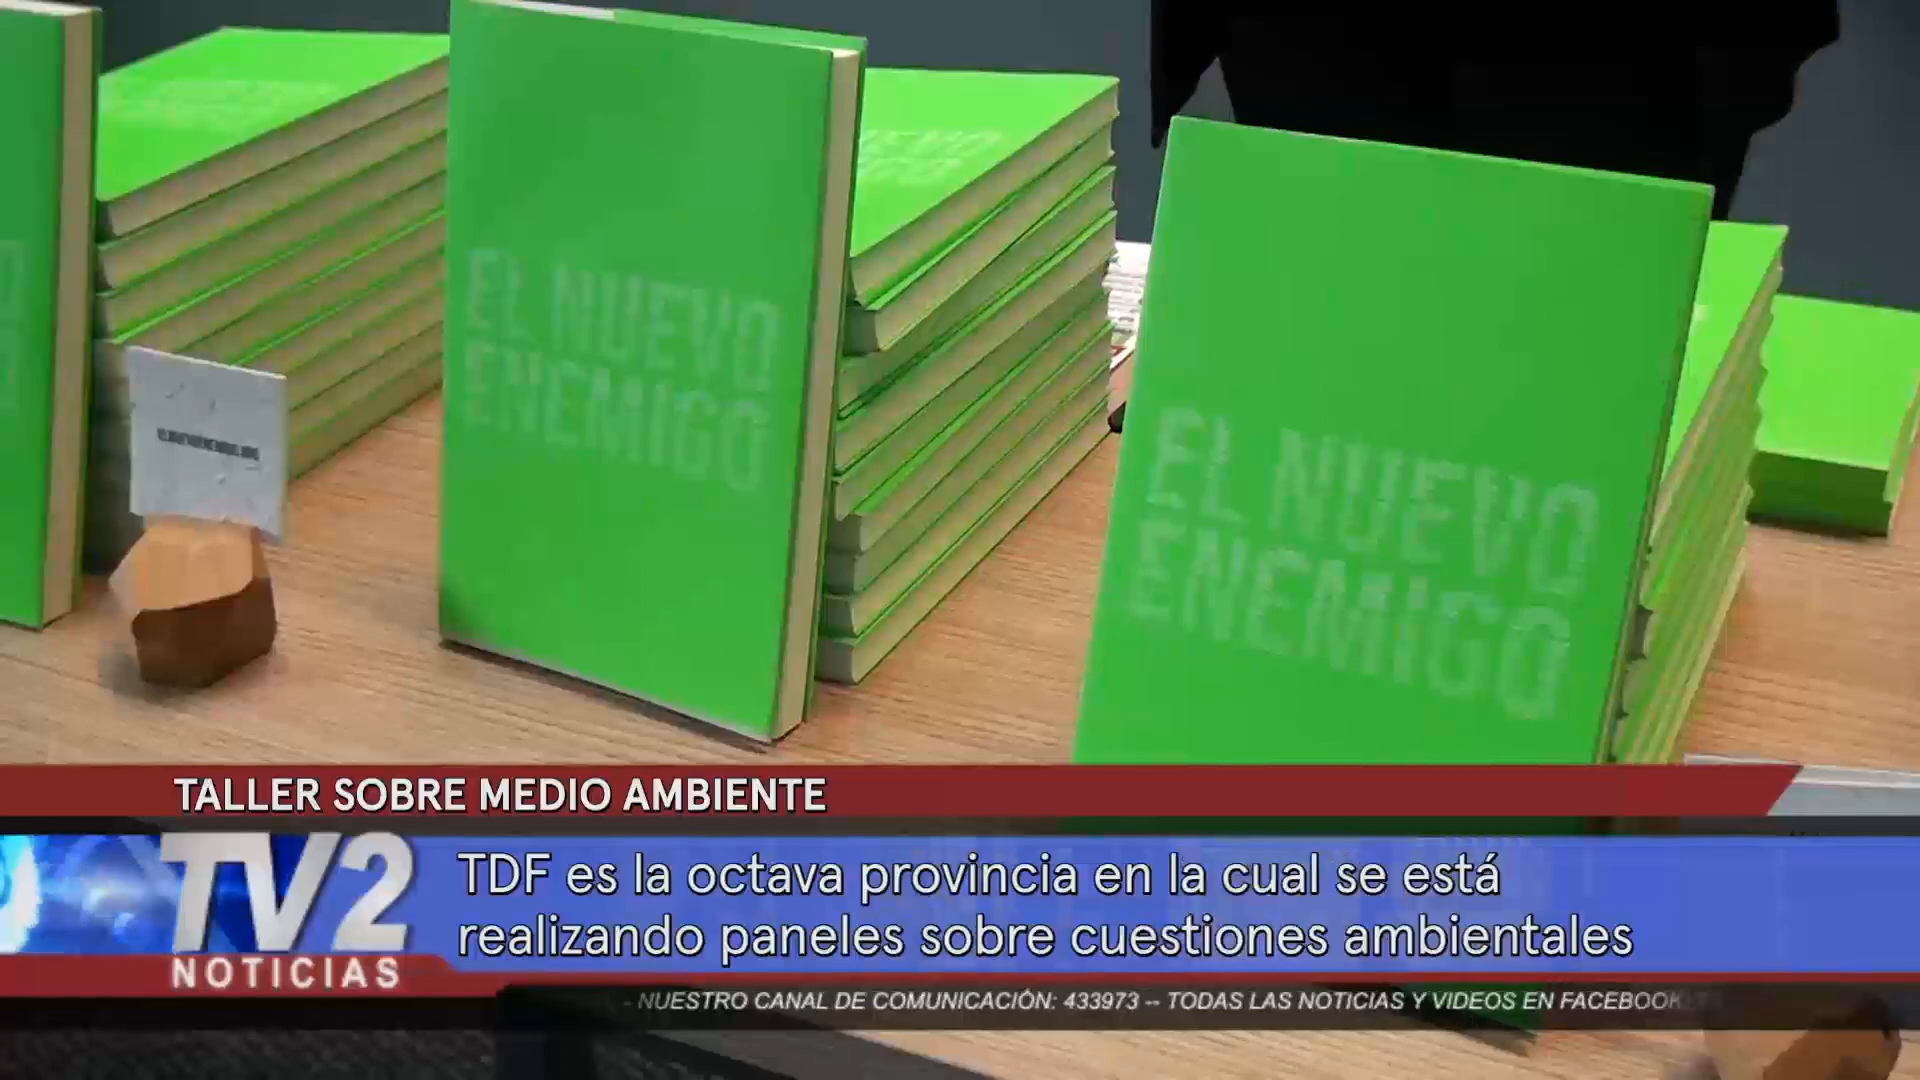 EL NUEVO
ENEMIGO
EL NUEVO
ENEMIGO
TALLER SOBRE MEDIO AMBIENTE
TV2
NOTICIAS
TDF es la octava provincia en la cual se está
realizando paneles sobre cuestiones ambientales
- NUESTRO CANAL DE COMUNICACIÓN: 433973 -- TODAS LAS NOTICIAS Y VIDEOS EN FACEBOOK